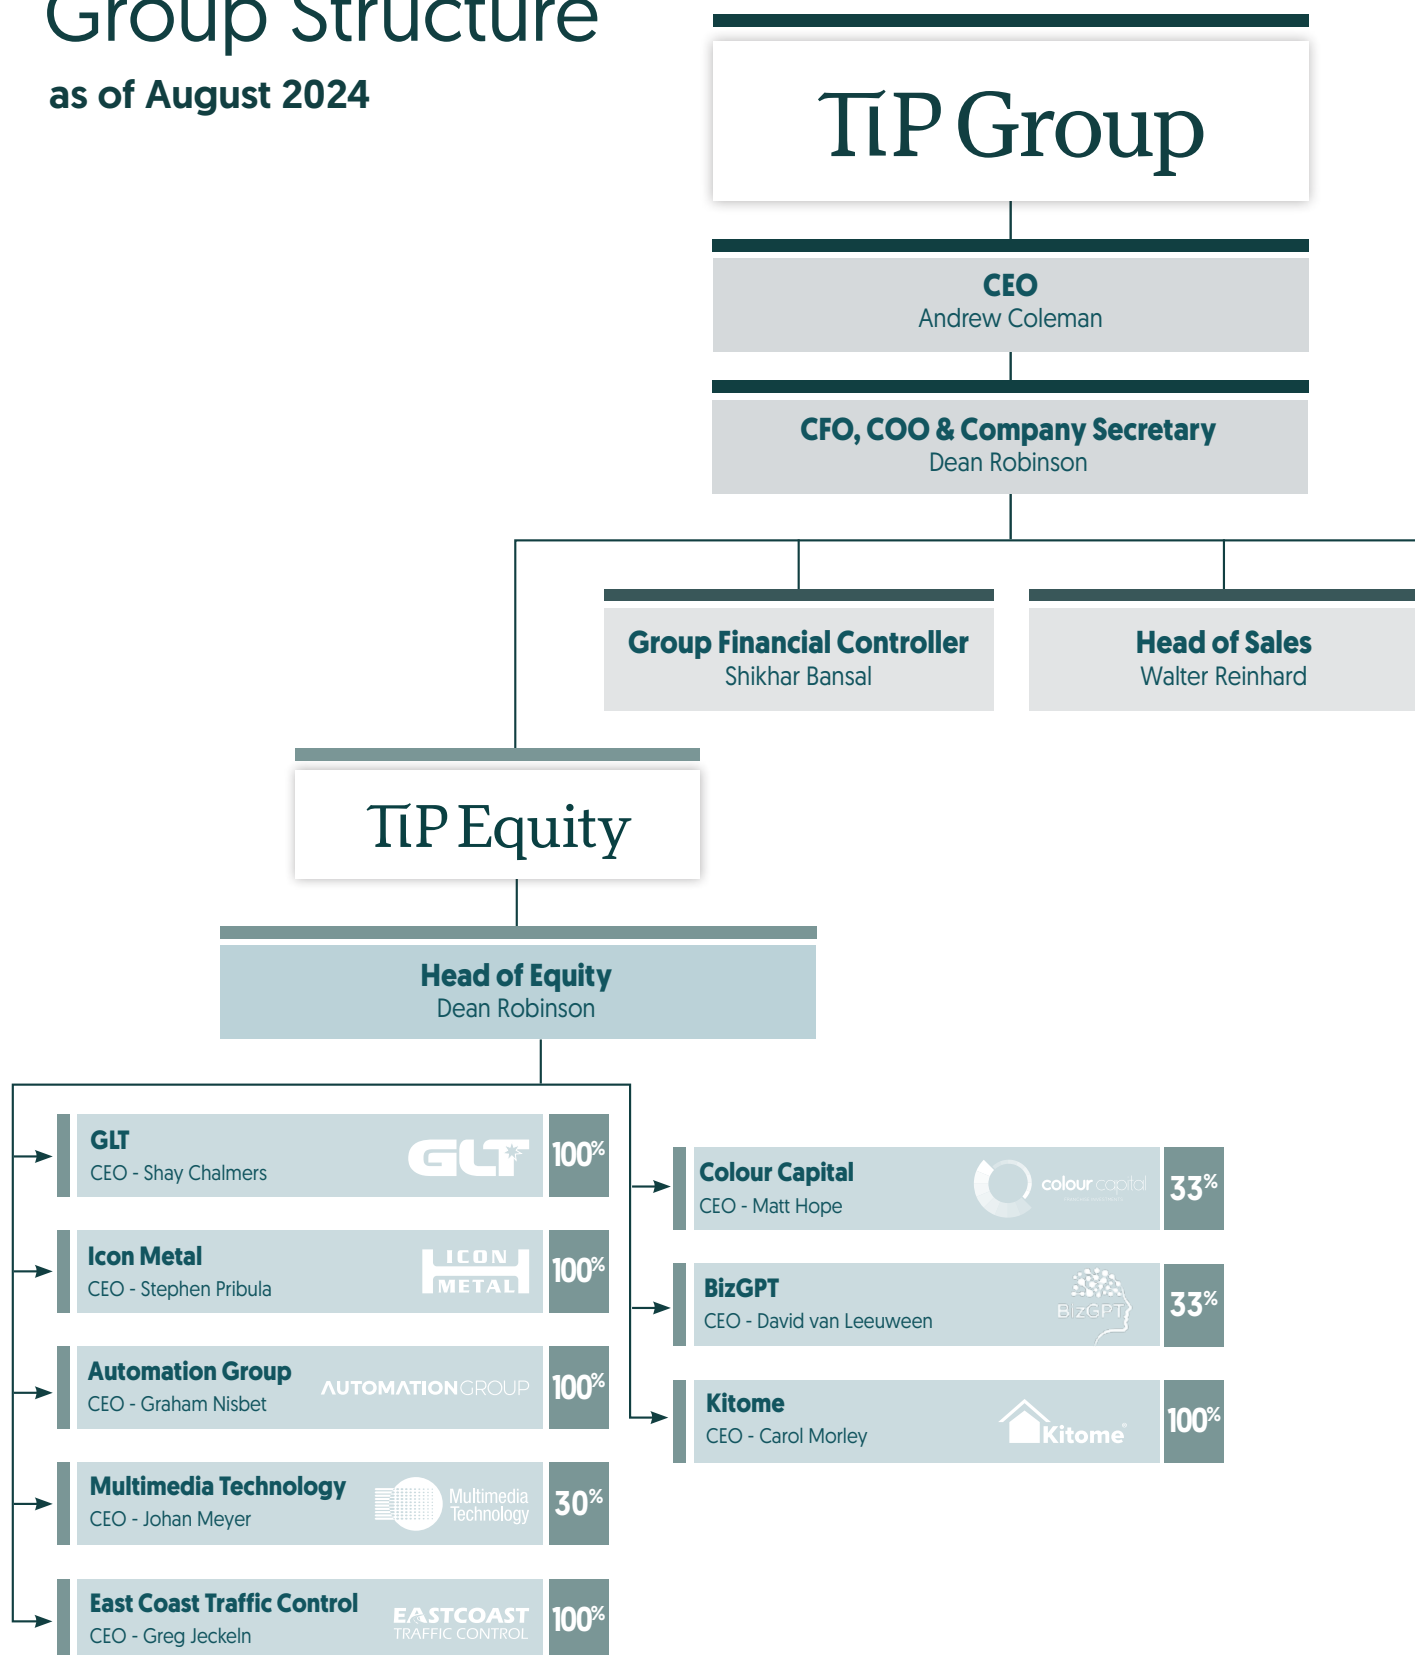 Group Structure
as of August 2024
TiP Group
CEO
Andrew Coleman
CFO, COO & Company Secretary
Dean Robinson
Group Financial Controller
Shikhar Bansal
Head of Sales
Walter Reinhard
TiP Equity
Head of Equity
Dean Robinson
GLT
CEO - Shay Chalmers
GLT
100%
Icon Metal
CEO - Stephen Pribula
ICON
METAL
100%
Automation Group
CEO - Graham Nisbet
AUTOMATIONGROUP
100%
Multimedia Technology
CEO - Johan Meyer
Multimedia
Technology
30%
East Coast Traffic Control
CEO - Greg Jeckeln
EASTCOAST
TRAFFIC CONTROL
100%
Colour Capital
CEO - Matt Hope
colour capital
33%
BizGPT
CEO - David van Leeuween
BIZGPT
33%
Kitome
CEO - Carol Morley
Kitome®
100%